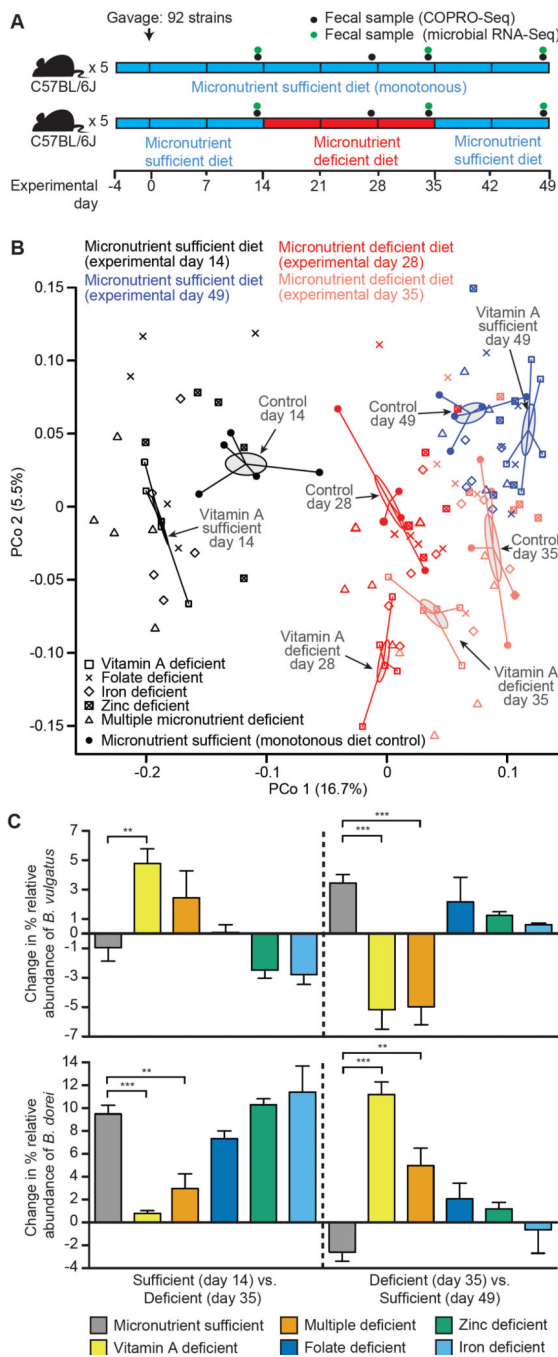 A
Gavage: 92 strains
Fecal sample (COPRO-Seq)
Fecal sample (microbial RNA-Seq)
x 5
C57BL/6J
Micronutrient sufficient diet (monotonous)
x 5
C57BL/6J
Micronutrient
sufficient diet
Micronutrient
deficient diet
Micronutrient
sufficient diet
Experimental
day
-4 0 7 14 21 28 35 42 49
B
Micronutrient sufficient diet
(experimental day 14)
Micronutrient sufficient diet
(experimental day 49)
Micronutrient deficient diet
(experimental day 28)
Micronutrient deficient diet
(experimental day 35)
0.15
0.10
0.05
0
-0.05
-0.10
-0.15
PCo 2 (5.5%)
Vitamin A
sufficient
day 49
Control
day 14
Control
day 49
Control
day 28
Vitamin A
sufficient
day 14
Control
day 35
Vitamin A
deficient
day 28
Vitamin A
deficient
day 35
Vitamin A deficient
Folate deficient
Iron deficient
Zinc deficient
Multiple micronutrient deficient
Micronutrient sufficient (monotonous diet control)
-0.2 -0.1 0 0.1
PCo 1 (16.7%)
C
Change in % relative
abundance of B. vulgatus
7
5
3
1
0
-1
-3
-5
-7
**
***
***
Change in % relative
abundance of B. dorei
14
12
10
8
6
4
2
0
-2
-4
**
***
**
***
Sufficient (day 14) vs.
Deficient (day 35)
Deficient (day 35) vs.
Sufficient (day 49)
Micronutrient sufficient
Multiple deficient
Zinc deficient
Vitamin A deficient
Folate deficient
Iron deficient